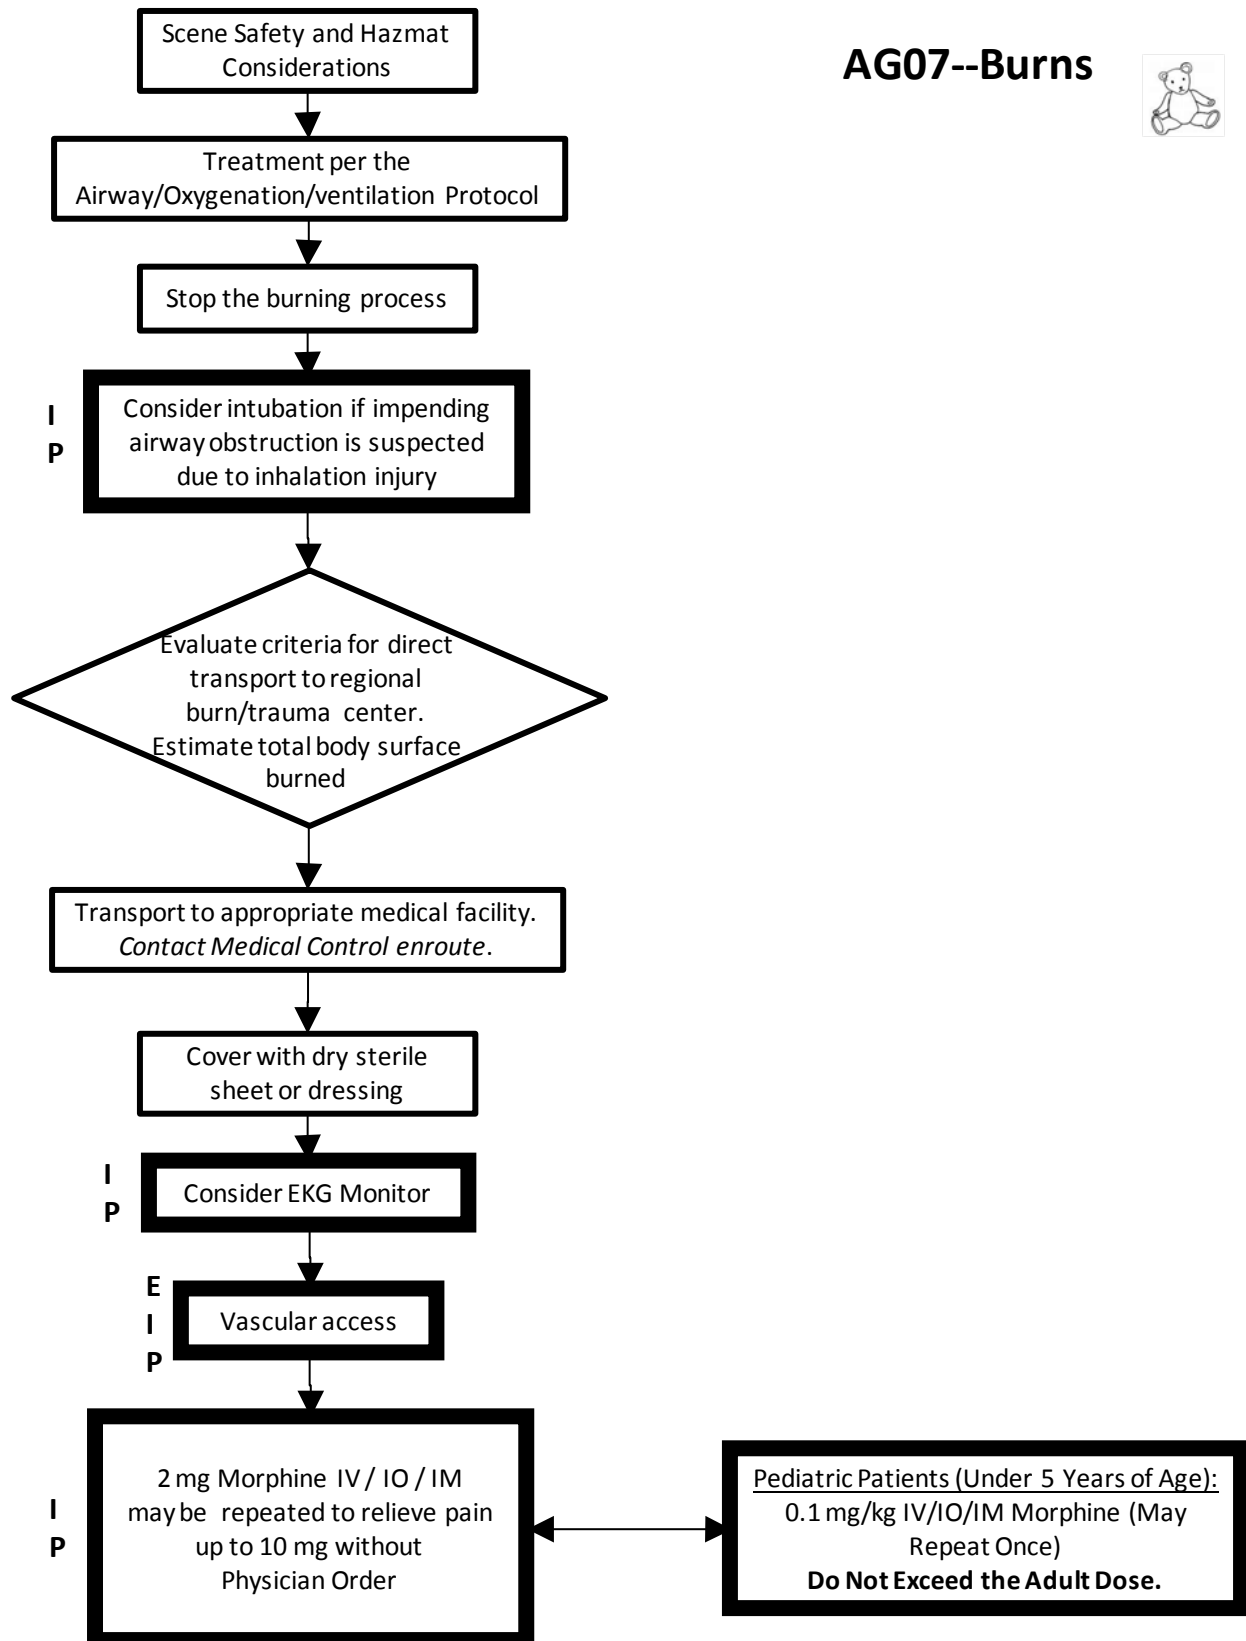 AG07--Burns
Scene Safety and Hazmat
Considerations
Treatment per the
Airway/Oxygenation/ventilation Protocol
Stop the burning process
I
P
Consider intubation if impending
airway obstruction is suspected
due to inhalation injury
Evaluate criteria for direct
transport to regional
burn/trauma center.
Estimate total body surface
burned
Transport to appropriate medical facility.
Contact Medical Control enroute.
Cover with dry sterile
sheet or dressing
I
P
Consider EKG Monitor
E
I
P
Vascular access
I
P
2 mg Morphine IV / IO / IM
may be repeated to relieve pain
up to 10 mg without
Physician Order
Pediatric Patients (Under 5 Years of Age):
0.1 mg/kg IV/IO/IM Morphine (May
Repeat Once)
Do Not Exceed the Adult Dose.